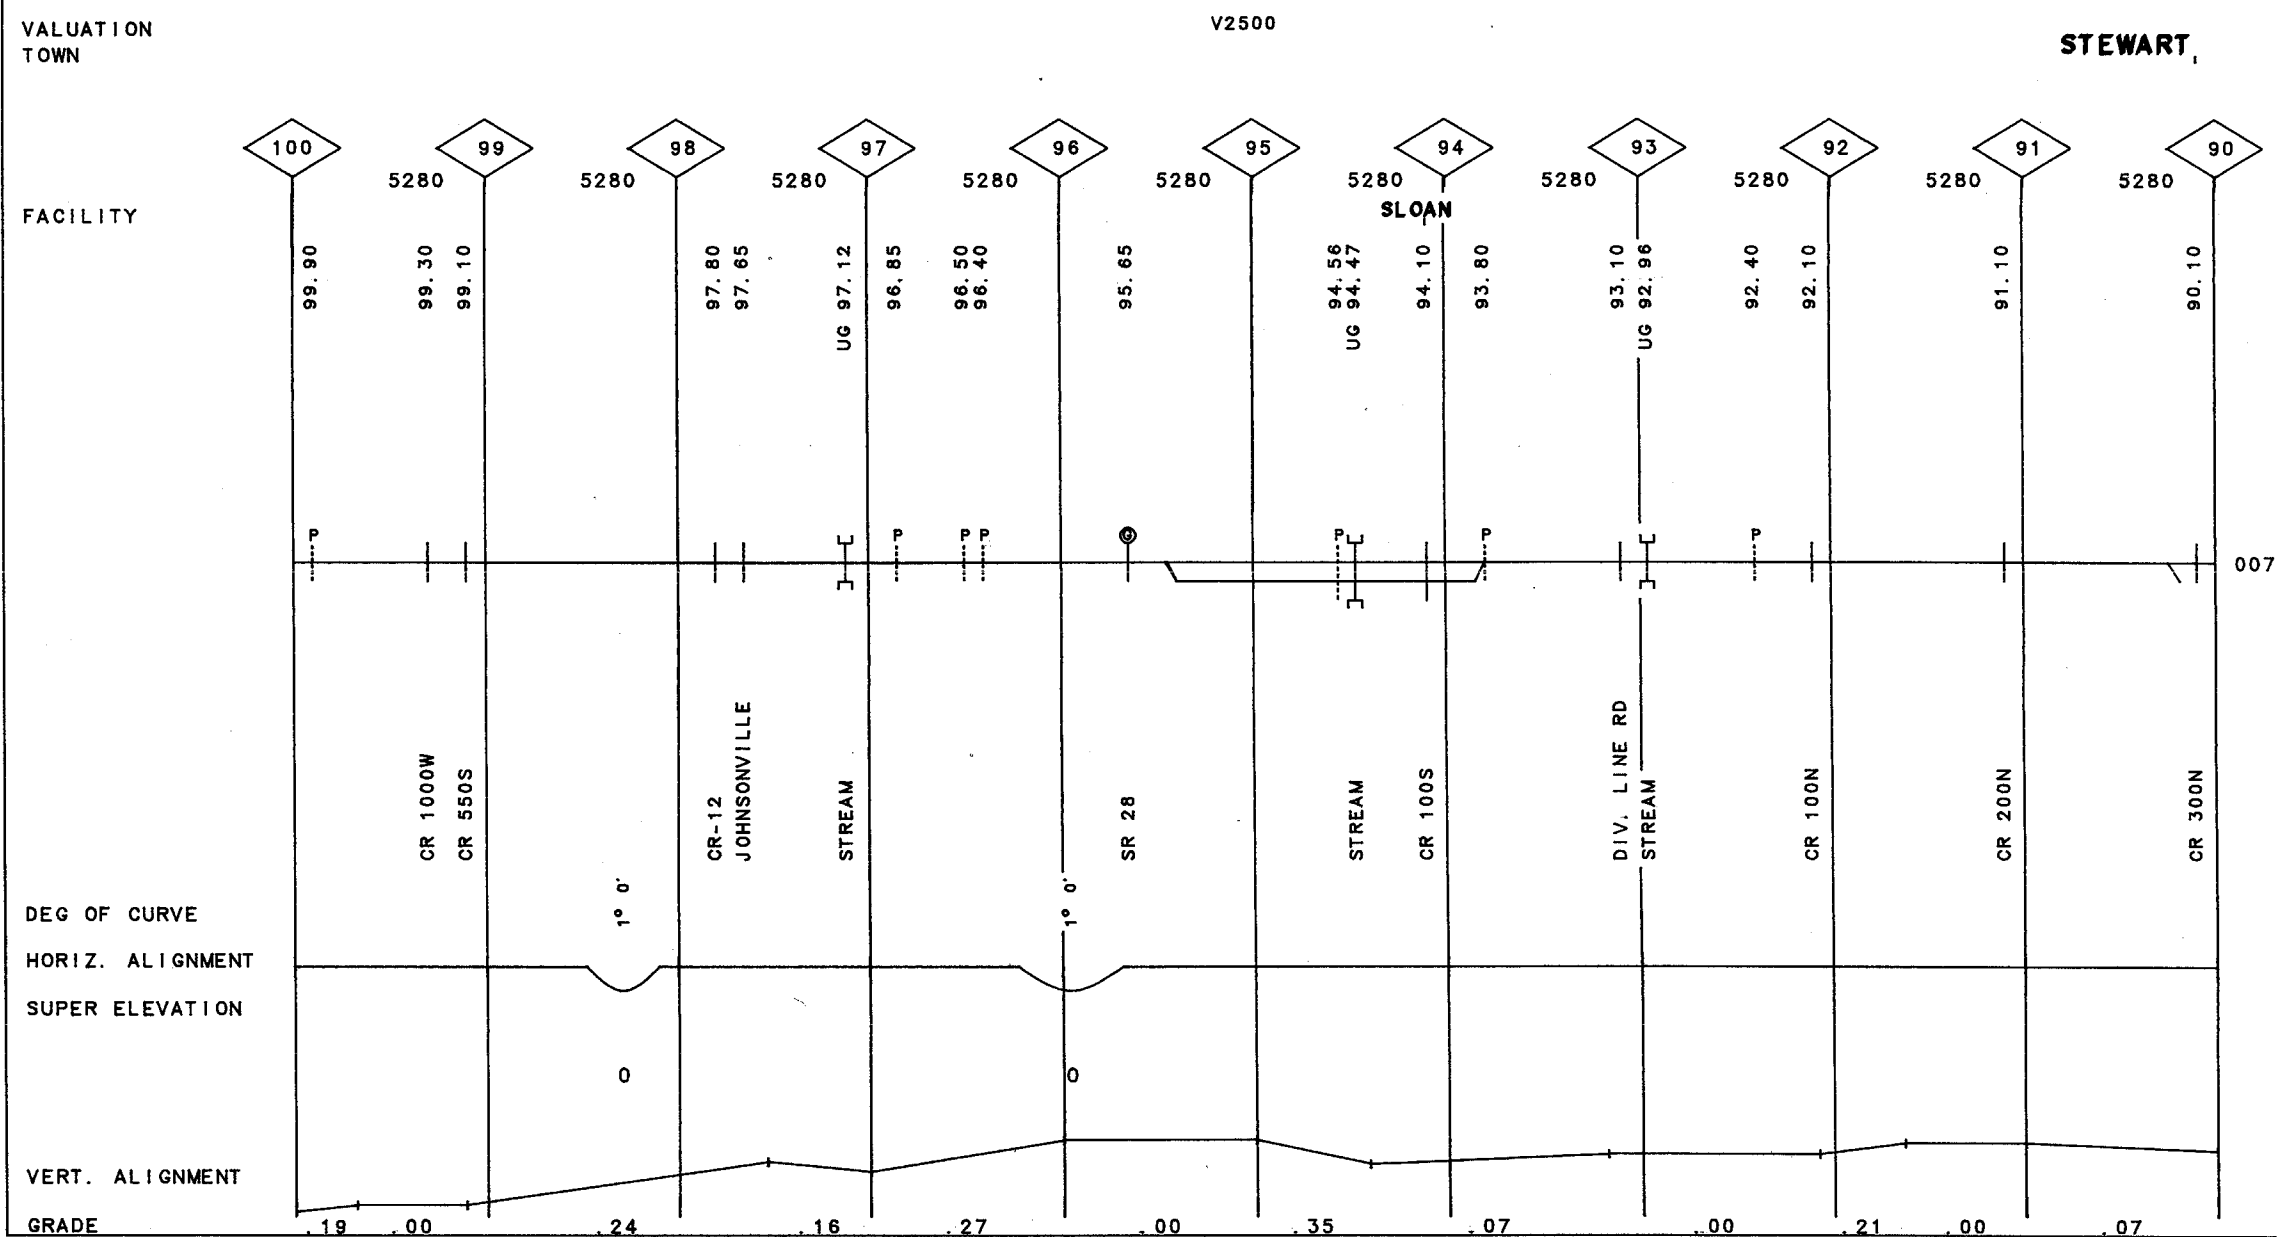 VALUATION V2500
TOWN STEWART,
100 99 98 97 96 95 94 93 92 91 90
5280 5280 5280 5280 5280 5280 5280 5280 5280 5280
FACILITY SLOAN
99.90 99.30 99.10 97.80 97.65 UG 97.12 96.85 96.50 96.40 95.65 94.56 UG 94.47 94.10 93.80 93.10 UG 92.96 92.40 92.10 91.10 90.10
P P P P G P P P
007
CR 1000W
CR 550S
CR-12
JOHNSONVILLE
STREAM
SR 28
STREAM
CR 100S
DIV. LINE RD
STREAM
CR 100N
CR 200N
CR 300N
DEG OF CURVE 1° 0' 1° 0'
HORIZ. ALIGNMENT
SUPER ELEVATION
0 0
VERT. ALIGNMENT
GRADE .19 .00 .24 .16 .27 .00 .35 .07 .00 .21 .00 .07